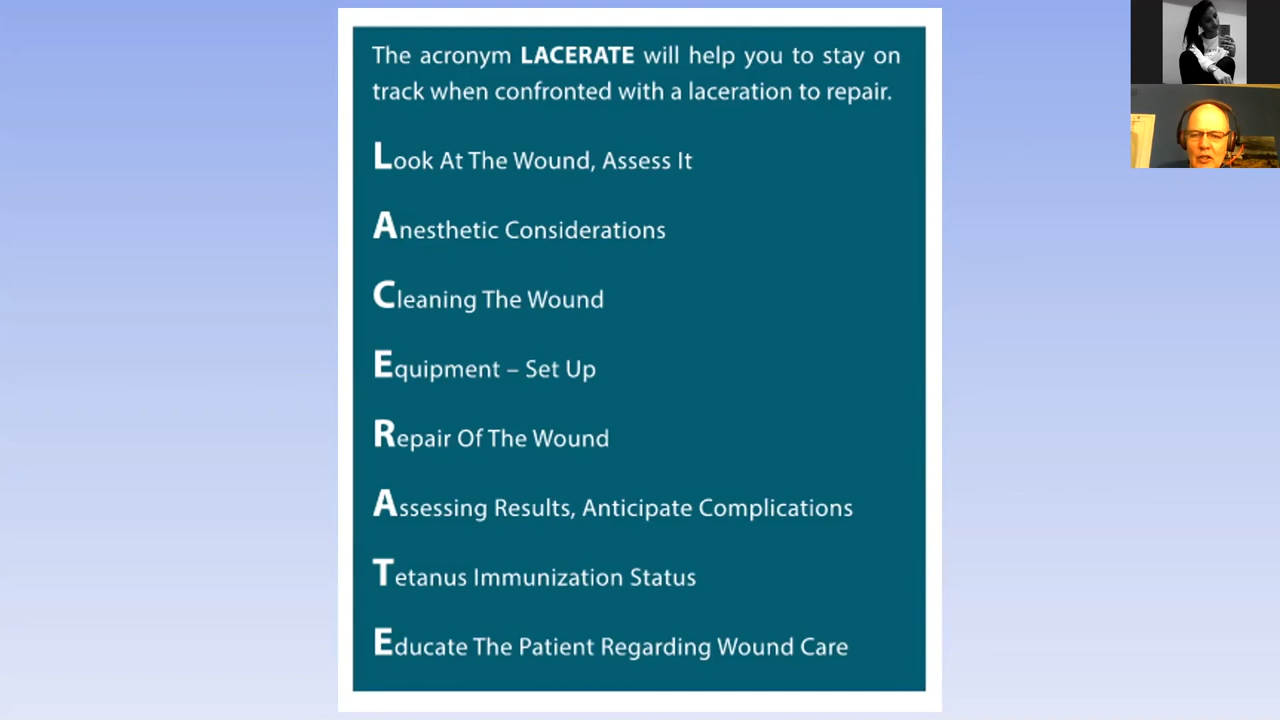 The acronym LACERATE will help you to stay on
track when confronted with a laceration to repair.
Look At The Wound, Assess It
Anesthetic Considerations
Cleaning The Wound
Equipment – Set Up
Repair Of The Wound
Assessing Results, Anticipate Complications
Tetanus Immunization Status
Educate The Patient Regarding Wound Care